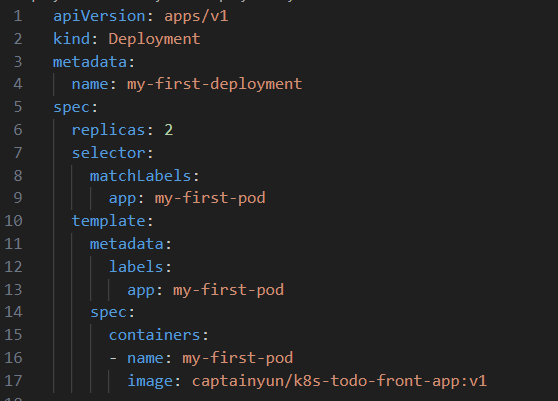 1 apiVersion: apps/v1
2 kind: Deployment
3 metadata:
4   name: my-first-deployment
5 spec:
6   replicas: 2
7   selector:
8     matchLabels:
9       app: my-first-pod
10   template:
11     metadata:
12       labels:
13         app: my-first-pod
14     spec:
15       containers:
16       - name: my-first-pod
17         image: captainyun/k8s-todo-front-app:v1